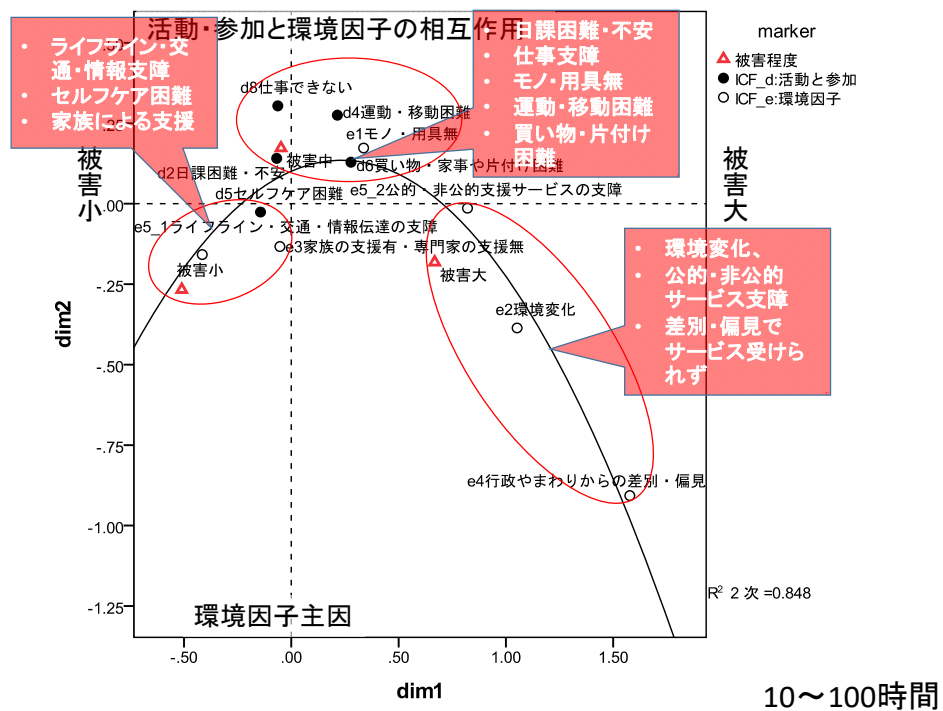 活動・参加と環境因子の相互作用
marker
被害程度
ICF_d:活動と参加
ICF_e:環境因子
• ライフライン・交
通・情報支障
• セルフケア困難
• 家族による支援
• 日課困難・不安
• 仕事支障
• モノ・用具無
• 運動・移動困難
• 買い物・片付け
困難
被害小
被害大
• 環境変化、
• 公的・非公的
サービス支障
• 差別・偏見で
サービス受けら
れず
d8仕事できない
d4運動・移動困難
e1モノ・用具無
被害中
d6買い物・家事や片付け困難
d2日課困難・不安
d5セルフケア困難
e5_2公的・非公的支援サービスの支障
e5_1ライフライン・交通・情報伝達の支障
e3家族の支援有・専門家の支援無
被害小
被害大
e2環境変化
e4行政やまわりからの差別・偏見
.00
-.25
-.50
-.75
-1.00
-1.25
dim2
R² 2 次 =0.848
環境因子主因
-.50
.00
.50
1.00
1.50
dim1
10～100時間